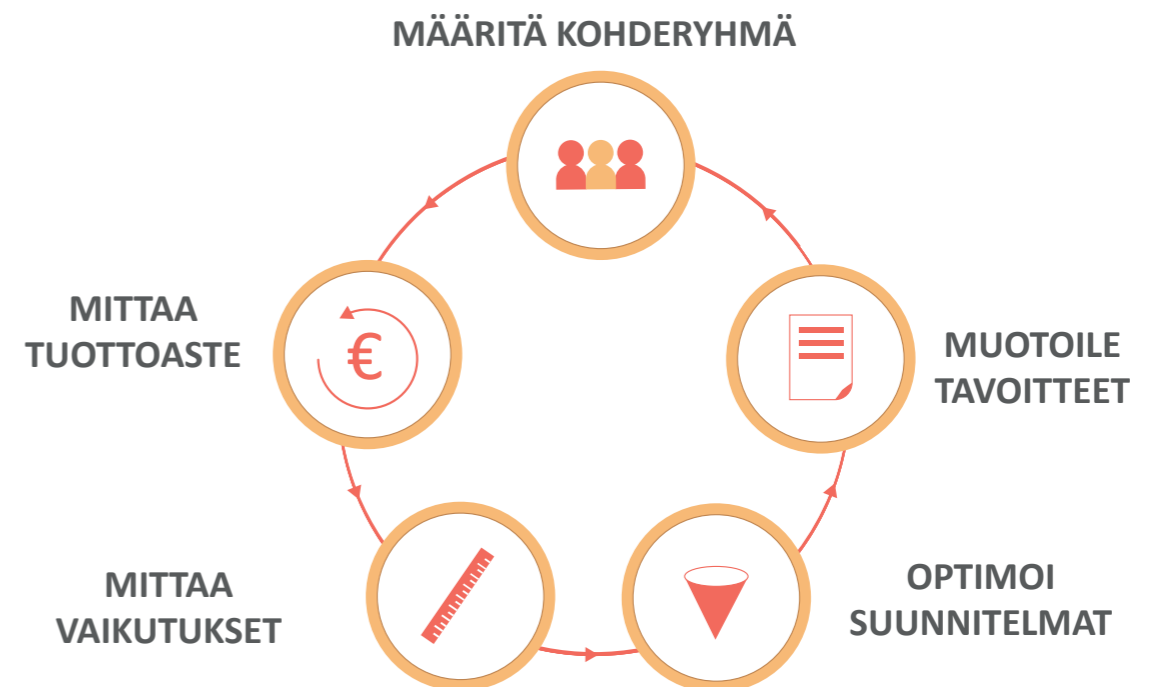 MÄÄRITÄ KOHDERYHMÄ
MITTAA
TUOTTOASTE
€
MUOTOILE
TAVOITTEET
MITTAA
VAIKUTUKSET
OPTIMOI
SUUNNITELMAT